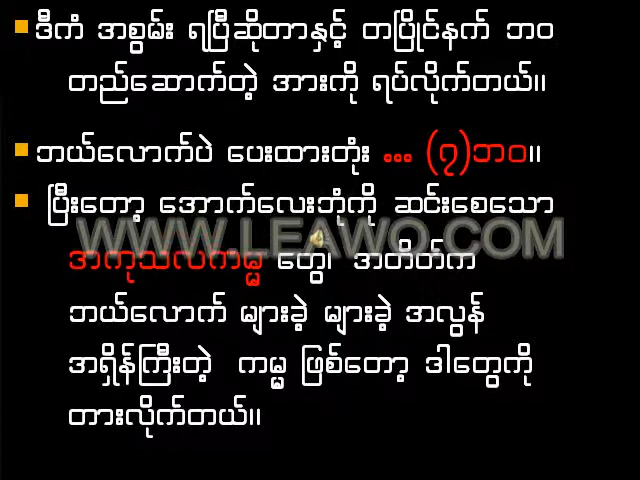 ဒီကံ အစွမ်း ရပြီဆိုတာနှင့် တပြိုင်နက် ဘဝ
တည်ဆောက်တဲ့ အားကို ရပ်လိုက်တယ်။
ဘယ်လောက်ပဲ ပေးထားတုံး ... (၇)ဘဝ။
ပြီးတော့ အောက်လေးဘုံကို ဆင်းစေသော
WWW.LEAWO.COM
အကုသလကမ္မ တွေ၊ အတိတ်က
ဘယ်လောက် များခဲ့ များခဲ့ အလွန်
အရှိန်ကြီးတဲ့ ကမ္မ ဖြစ်တော့ ဒါတွေကို
တားလိုက်တယ်။